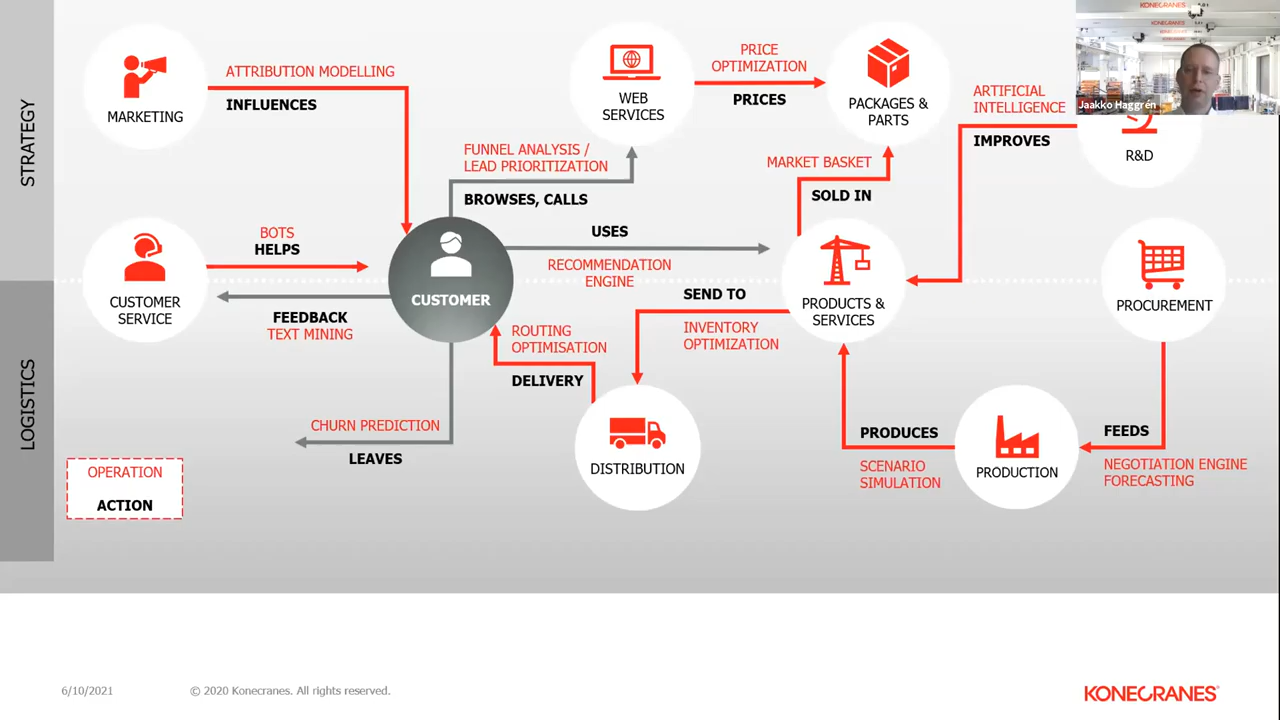 STRATEGY
LOGISTICS
MARKETING
ATTRIBUTION MODELLING
INFLUENCES
WEB
SERVICES
PRICE
OPTIMIZATION
PRICES
PACKAGES &
PARTS
ARTIFICIAL
INTELLIGENCE
IMPROVES
KONECRANES
Jaakko Haggrén
R&D
FUNNEL ANALYSIS /
LEAD PRIORITIZATION
BROWSES, CALLS
MARKET BASKET
SOLD IN
BOTS
HELPS
CUSTOMER
SERVICE
FEEDBACK
TEXT MINING
CUSTOMER
USES
RECOMMENDATION
ENGINE
SEND TO
INVENTORY
OPTIMIZATION
PRODUCTS &
SERVICES
PROCUREMENT
ROUTING
OPTIMISATION
DELIVERY
CHURN PREDICTION
LEAVES
DISTRIBUTION
PRODUCES
SCENARIO
SIMULATION
PRODUCTION
FEEDS
NEGOTIATION ENGINE
FORECASTING
OPERATION
ACTION
6/10/2021
© 2020 Konecranes. All rights reserved.
KONECRANES®